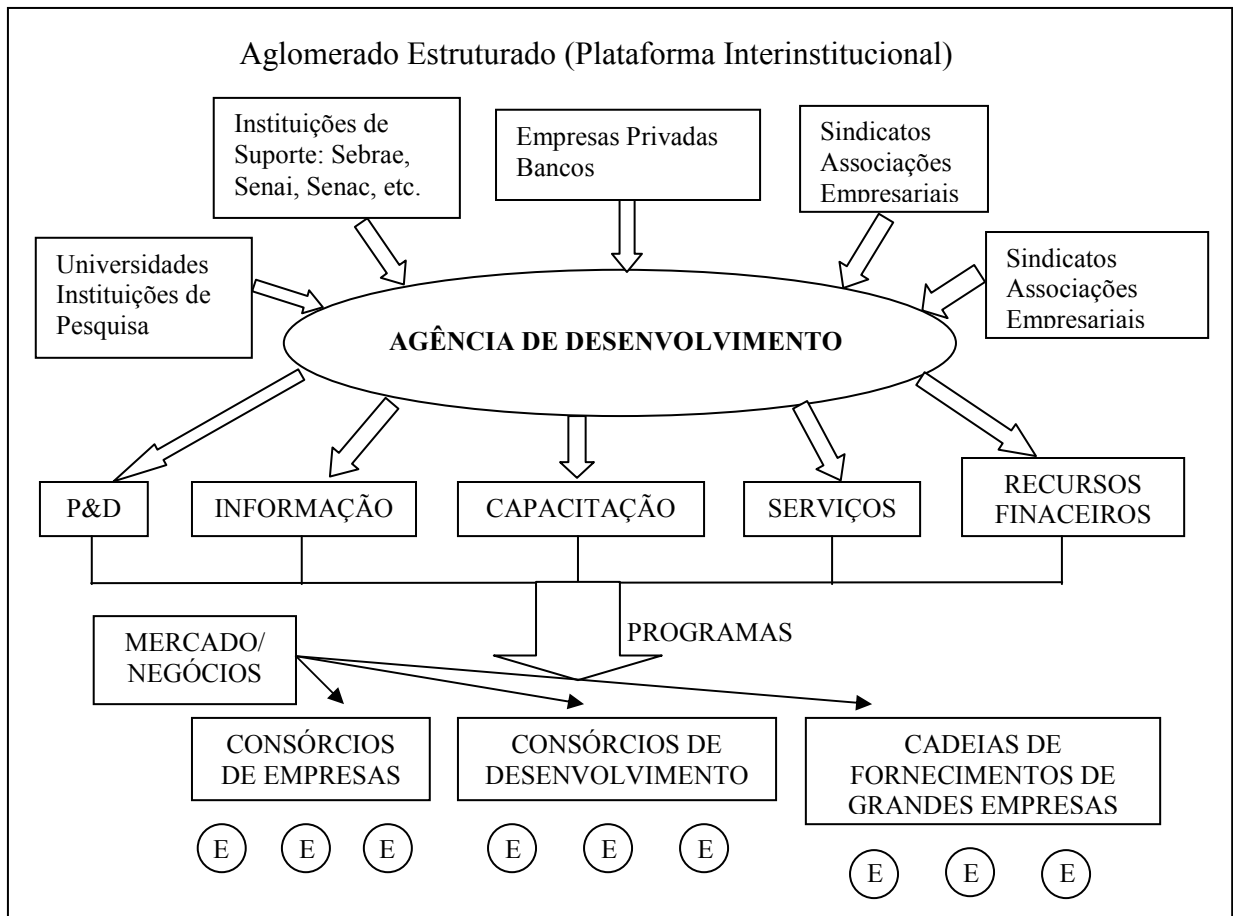 Aglomerado Estruturado (Plataforma Interinstitucional)
Instituições de
Suporte: Sebrae,
Senai, Senac, etc.
Empresas Privadas
Bancos
Sindicatos
Associações
Empresariais
Universidades
Instituições de
Pesquisa
Sindicatos
Associações
Empresariais
AGÊNCIA DE DESENVOLVIMENTO
P&D
INFORMAÇÃO
CAPACITAÇÃO
SERVIÇOS
RECURSOS
FINACEIROS
PROGRAMAS
MERCADO/
NEGÓCIOS
CONSÓRCIOS
DE EMPRESAS
CONSÓRCIOS DE
DESENVOLVIMENTO
CADEIAS DE
FORNECIMENTOS DE
GRANDES EMPRESAS
E E E
E E E
E E E